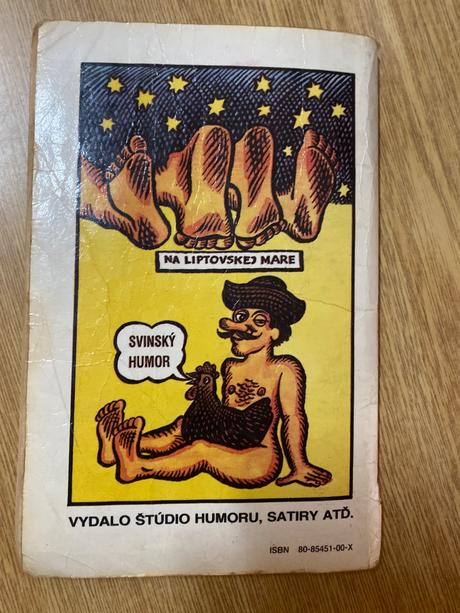 NA LIPTOVSKEJ MARE
SVINSKÝ
HUMOR
VYDALO ŠTÚDIO HUMORU, SATIRY ATĎ.
ISBN 80-85451-00-X